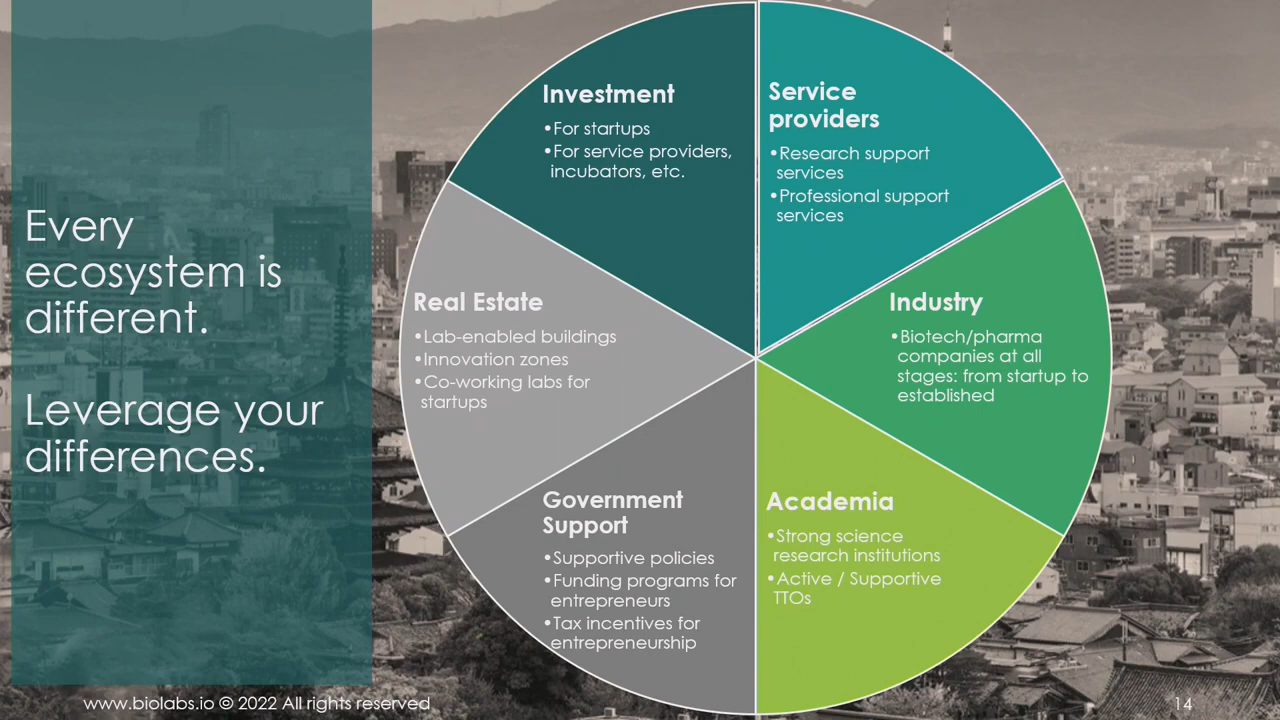 Every
ecosystem is
different.
Leverage your
differences.
Investment
•For startups
•For service providers,
incubators, etc.
Service
providers
•Research support
services
•Professional support
services
Real Estate
•Lab-enabled buildings
•Innovation zones
•Co-working labs for
startups
Industry
•Biotech/pharma
companies at all
stages: from startup to
established
Government
Support
•Supportive policies
•Funding programs for
entrepreneurs
•Tax incentives for
entrepreneurship
Academia
•Strong science
research institutions
•Active / Supportive
TTOs
www.biolabs.io © 2022 All rights reserved
14